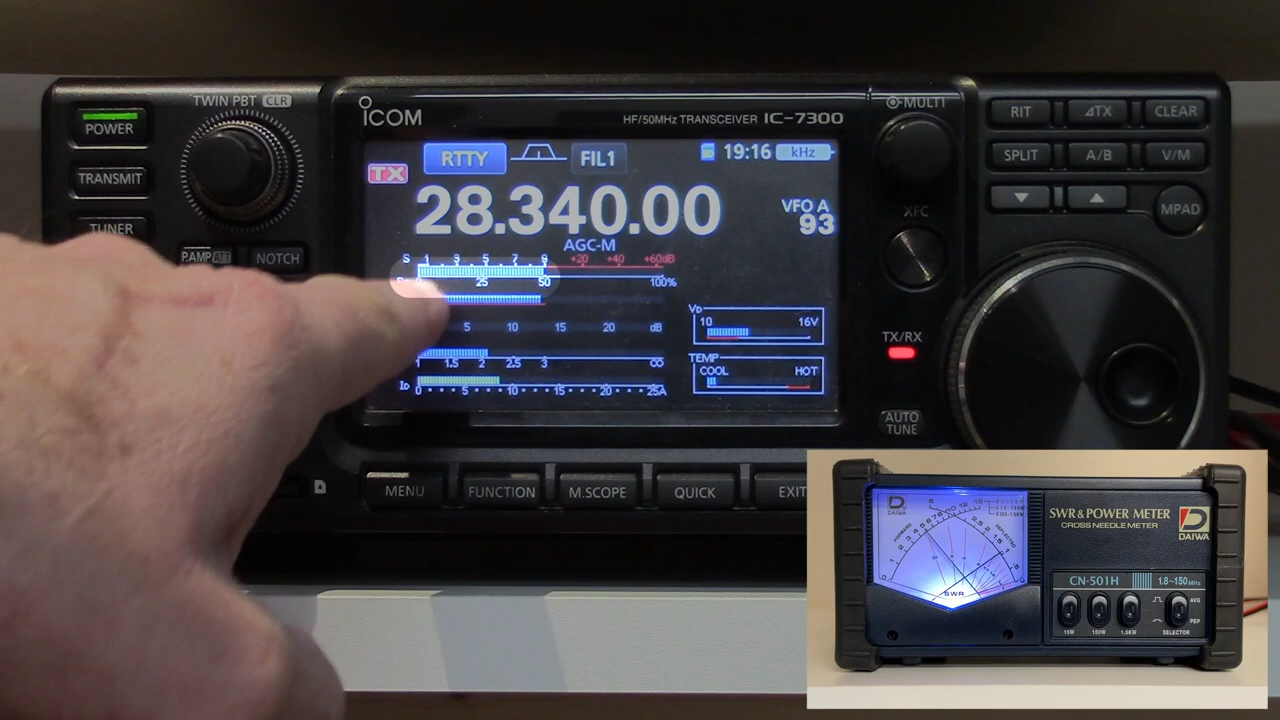 TWIN PBT CLR
POWER
TRANSMIT
TUNER
P.AMP ATT
NOTCH
ICOM
HF/50MHz TRANSCEIVER IC-7300
RTTY FIL1
19:16 kHz
TX
28.340.00
VFO A
93
AGC-M
S 1 3 5 7 9 +20 +40 +60dB
25 50 100%
5 10 15 20 dB
1 1.5 2 2.5 3 ∞
ID 0 5 10 15 20 25A
VD
10 16V
TEMP
COOL HOT
MULTI
XFC
TX/RX
AUTO
TUNE
RIT ⊿TX CLEAR
SPLIT A/B V/M
▼ ▲
MPAD
MENU FUNCTION M.SCOPE QUICK EXIT
D
DAIWA
FORWARD
REFLECTED
SWR
SWR & POWER METER
CROSS NEEDLE METER
DAIWA
CN-501H 1.8~150MHz
AVG
PEP
15W 150W 1.5KW SELECTOR